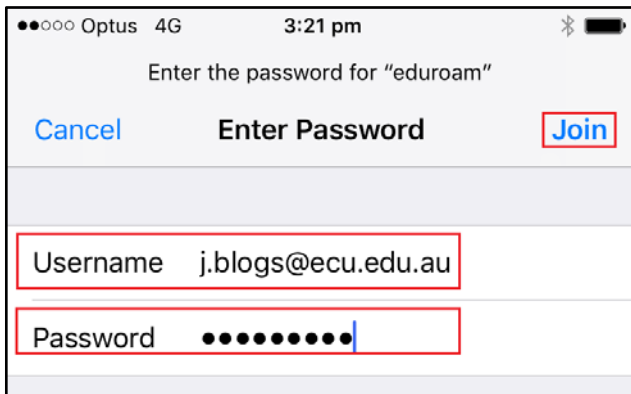 ●●○○○ Optus 4G 3:21 pm
Enter the password for “eduroam”
Cancel Enter Password Join
Username j.blogs@ecu.edu.au
Password ●●●●●●●●●